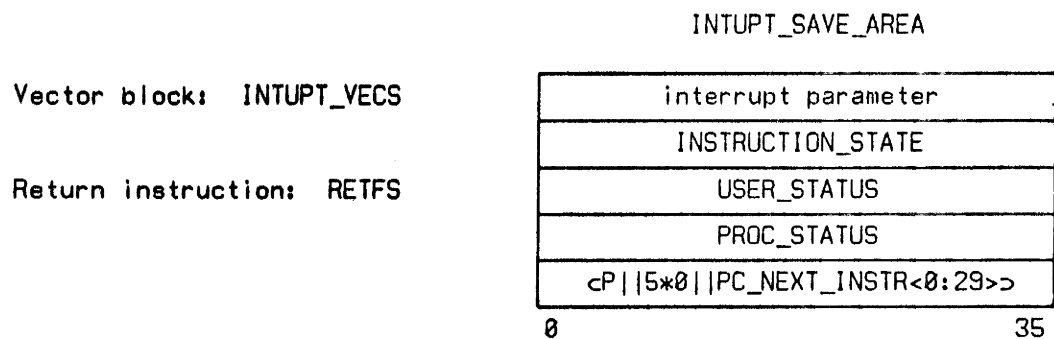 INTUPT_SAVE_AREA
Vector block: INTUPT_VECS
interrupt parameter
INSTRUCTION_STATE
Return instruction: RETFS
USER_STATUS
PROC_STATUS
⊂P||5*0||PC_NEXT_INSTR<0:29>⊃
0 35